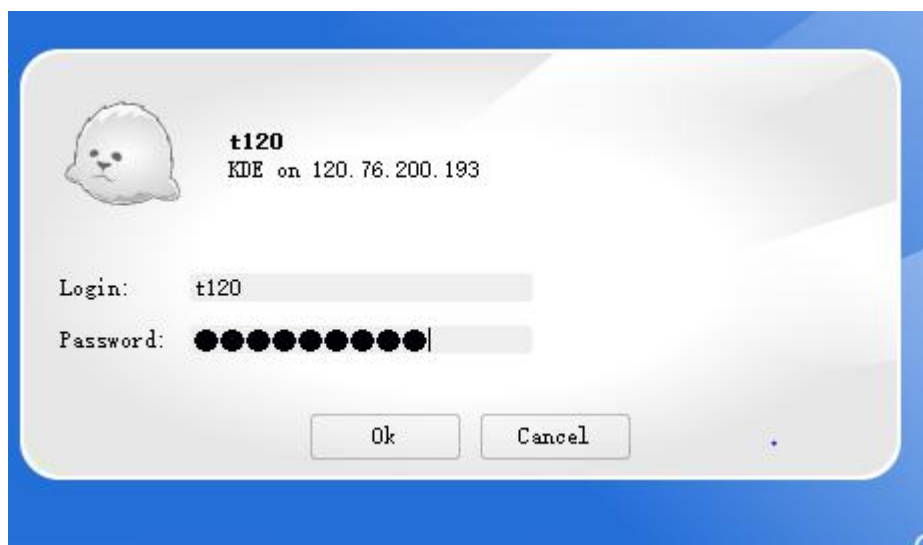 t120
KDE on 120.76.200.193
Login: t120
Password: ●●●●●●●●●
Ok Cancel